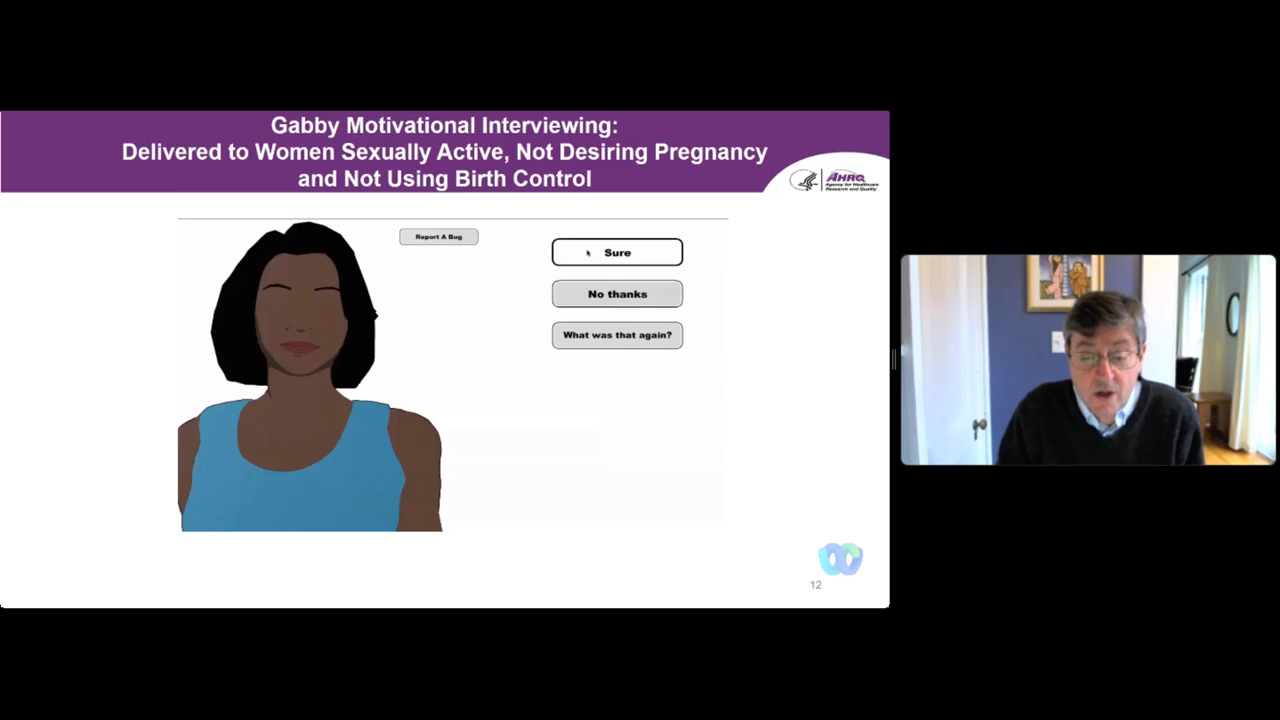 Gabby Motivational Interviewing:
Delivered to Women Sexually Active, Not Desiring Pregnancy
and Not Using Birth Control
AHRQ
Agency for Healthcare
Research and Quality
Report A Bug
Sure
No thanks
What was that again?
12